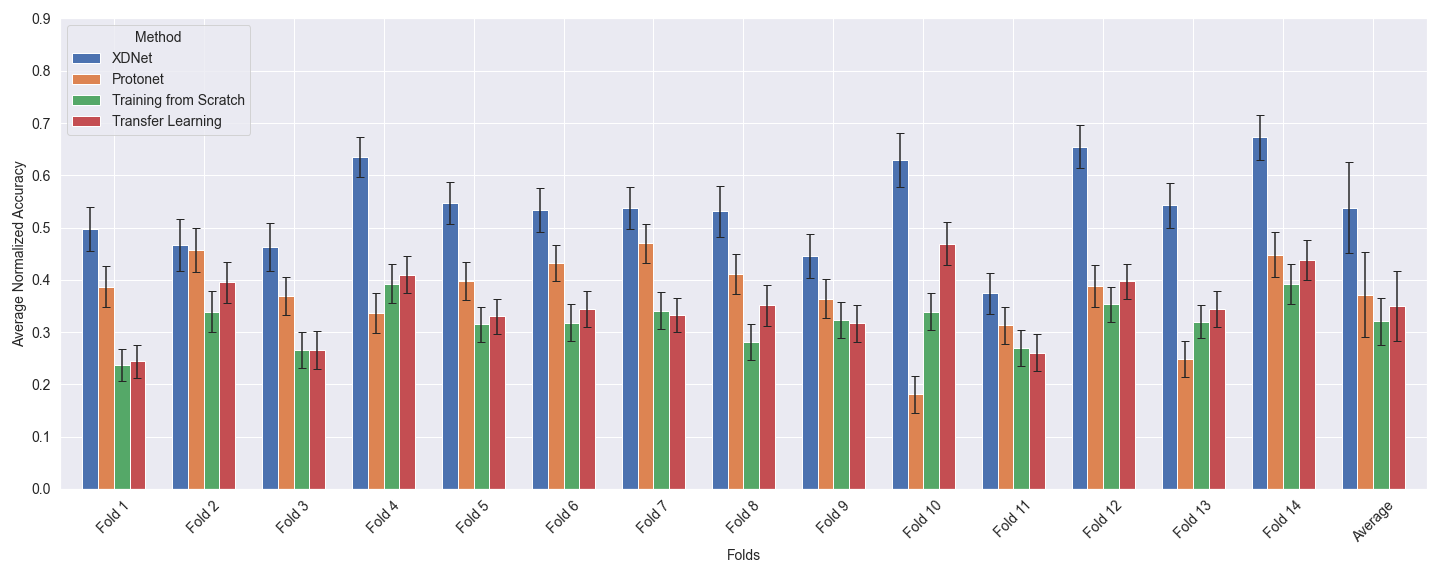 Method
XDNet
Protonet
Training from Scratch
Transfer Learning
Average Normalized Accuracy
0.9
0.8
0.7
0.6
0.5
0.4
0.3
0.2
0.1
0.0
Fold 1
Fold 2
Fold 3
Fold 4
Fold 5
Fold 6
Fold 7
Fold 8
Fold 9
Fold 10
Fold 11
Fold 12
Fold 13
Fold 14
Average
Folds